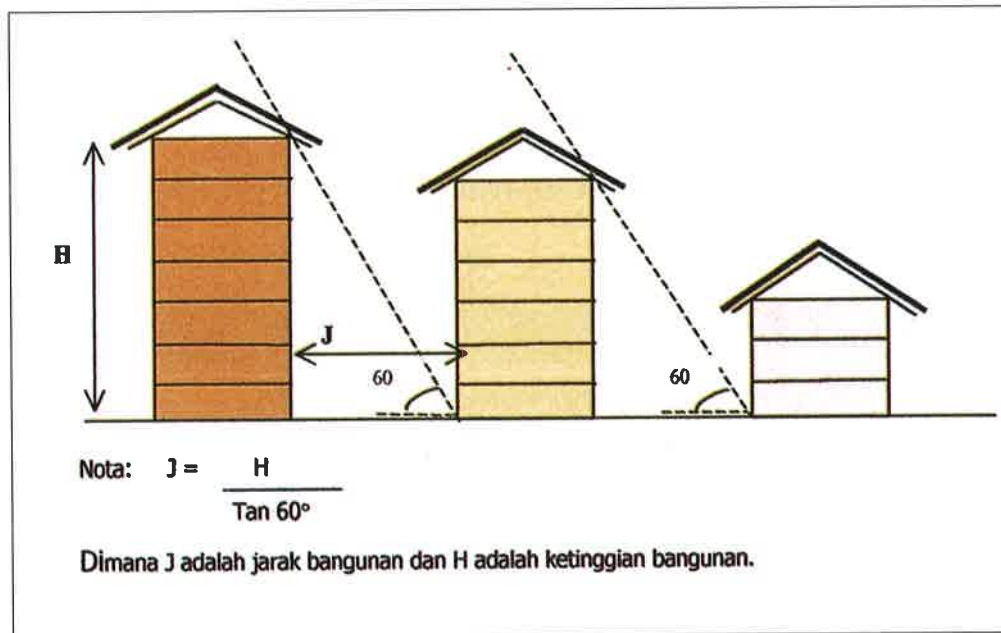 H
J
60
60
Nota: J = H
Tan 60°
Dimana J adalah jarak bangunan dan H adalah ketinggian bangunan.